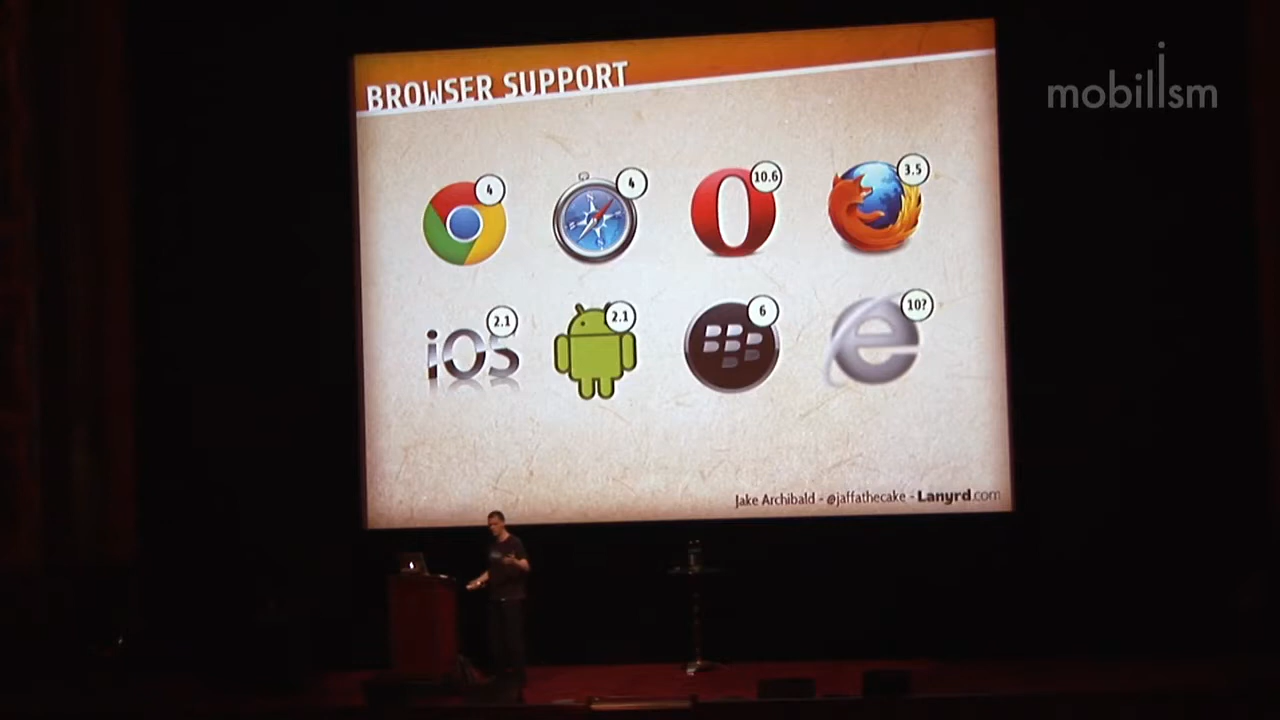 mobilism
BROWSER SUPPORT
4
4
10.6
3.5
iOS
2.1
2.1
6
10?
Jake Archibald - @jaffathecake - Lanyrd.com